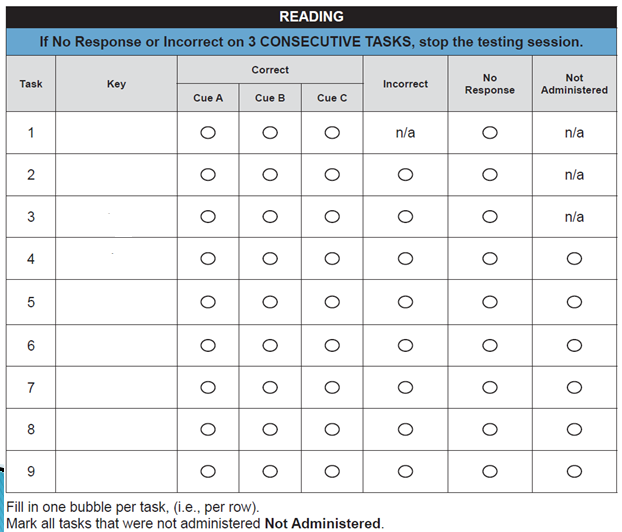 READING
If No Response or Incorrect on 3 CONSECUTIVE TASKS, stop the testing session.
Task Key Correct Incorrect No Response Not Administered
Cue A Cue B Cue C
1 n/a n/a
2 n/a
3 n/a
4
5
6
7
8
9
Fill in one bubble per task, (i.e., per row).
Mark all tasks that were not administered Not Administered.